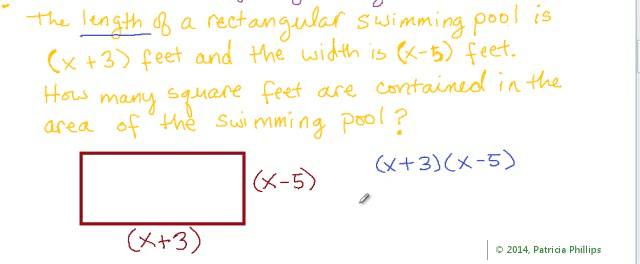 The length of a rectangular swimming pool is
(x+3) feet and the width is (x-5) feet.
How many square feet are contained in the
area of the swimming pool?
(x+3)(x-5)
(x-5)
(x+3)
© 2014, Patricia Phillips